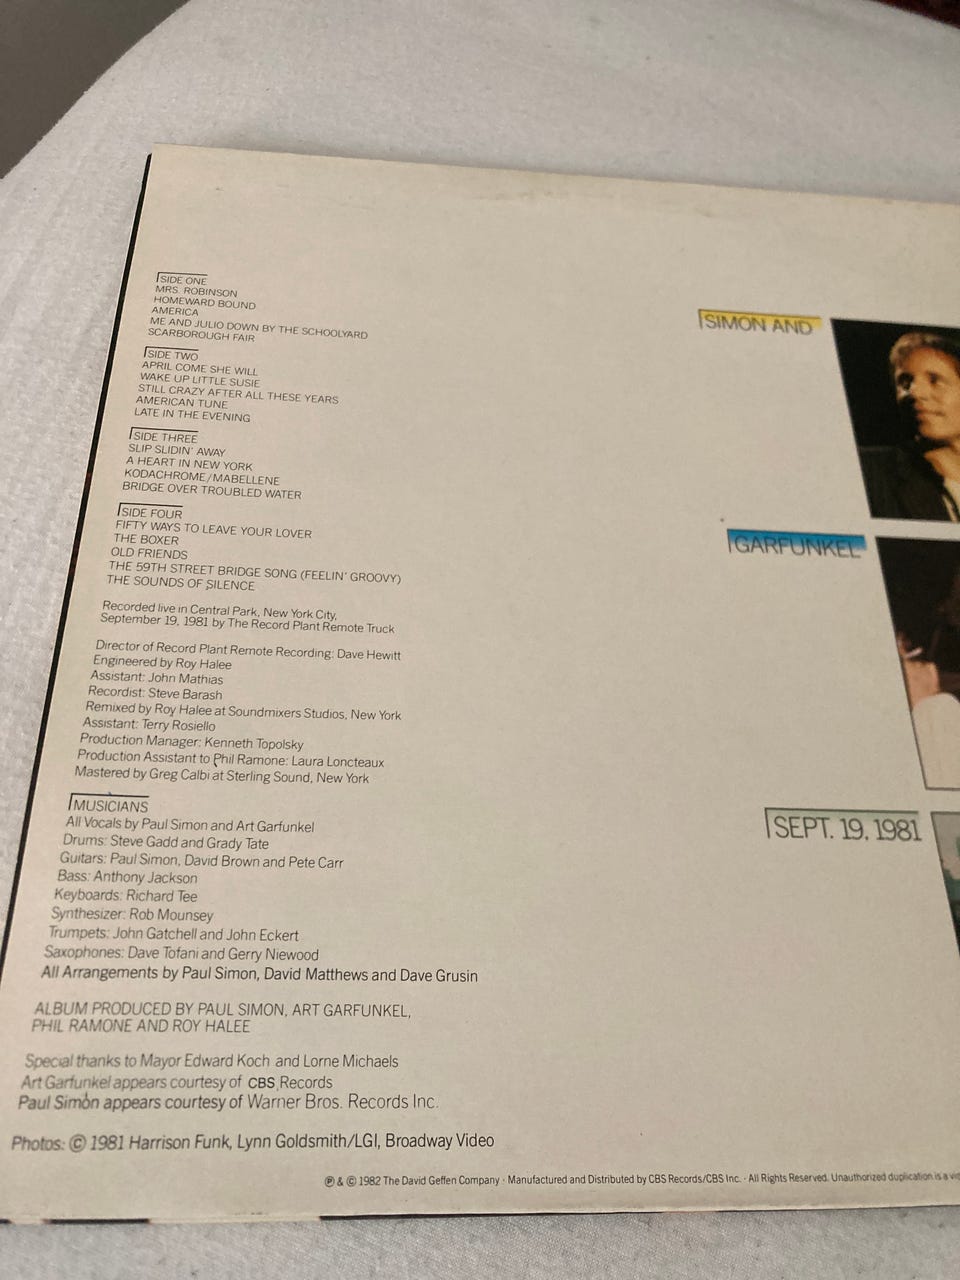 SIDE ONE
MRS. ROBINSON
HOMEWARD BOUND
AMERICA
ME AND JULIO DOWN BY THE SCHOOLYARD
SCARBOROUGH FAIR
SIDE TWO
APRIL COME SHE WILL
WAKE UP LITTLE SUSIE
STILL CRAZY AFTER ALL THESE YEARS
AMERICAN TUNE
LATE IN THE EVENING
SIDE THREE
SLIP SLIDIN' AWAY
A HEART IN NEW YORK
KODACHROME/MABELLENE
BRIDGE OVER TROUBLED WATER
SIDE FOUR
FIFTY WAYS TO LEAVE YOUR LOVER
THE BOXER
OLD FRIENDS
THE 59TH STREET BRIDGE SONG (FEELIN' GROOVY)
THE SOUNDS OF SILENCE
Recorded live in Central Park, New York City,
September 19, 1981 by The Record Plant Remote Truck
Director of Record Plant Remote Recording: Dave Hewitt
Engineered by Roy Halee
Assistant: John Mathias
Recordist: Steve Barash
Remixed by Roy Halee at Soundmixers Studios, New York
Assistant: Terry Rosiello
Production Manager: Kenneth Topolsky
Production Assistant to Phil Ramone: Laura Loncteaux
Mastered by Greg Calbi at Sterling Sound, New York
MUSICIANS
All Vocals by Paul Simon and Art Garfunkel
Drums: Steve Gadd and Grady Tate
Guitars: Paul Simon, David Brown and Pete Carr
Bass: Anthony Jackson
Keyboards: Richard Tee
Synthesizer: Rob Mounsey
Trumpets: John Gatchell and John Eckert
Saxophones: Dave Tofani and Gerry Niewood
All Arrangements by Paul Simon, David Matthews and Dave Grusin
ALBUM PRODUCED BY PAUL SIMON, ART GARFUNKEL,
PHIL RAMONE AND ROY HALEE
Special thanks to Mayor Edward Koch and Lorne Michaels
Art Garfunkel appears courtesy of CBS Records
Paul Simon appears courtesy of Warner Bros. Records Inc.
Photos: © 1981 Harrison Funk, Lynn Goldsmith/LGI, Broadway Video
℗ & © 1982 The David Geffen Company · Manufactured and Distributed by CBS Records/CBS Inc. · All Rights Reserved. Unauthorized duplication is a
SIMON AND
GARFUNKEL
SEPT. 19, 1981